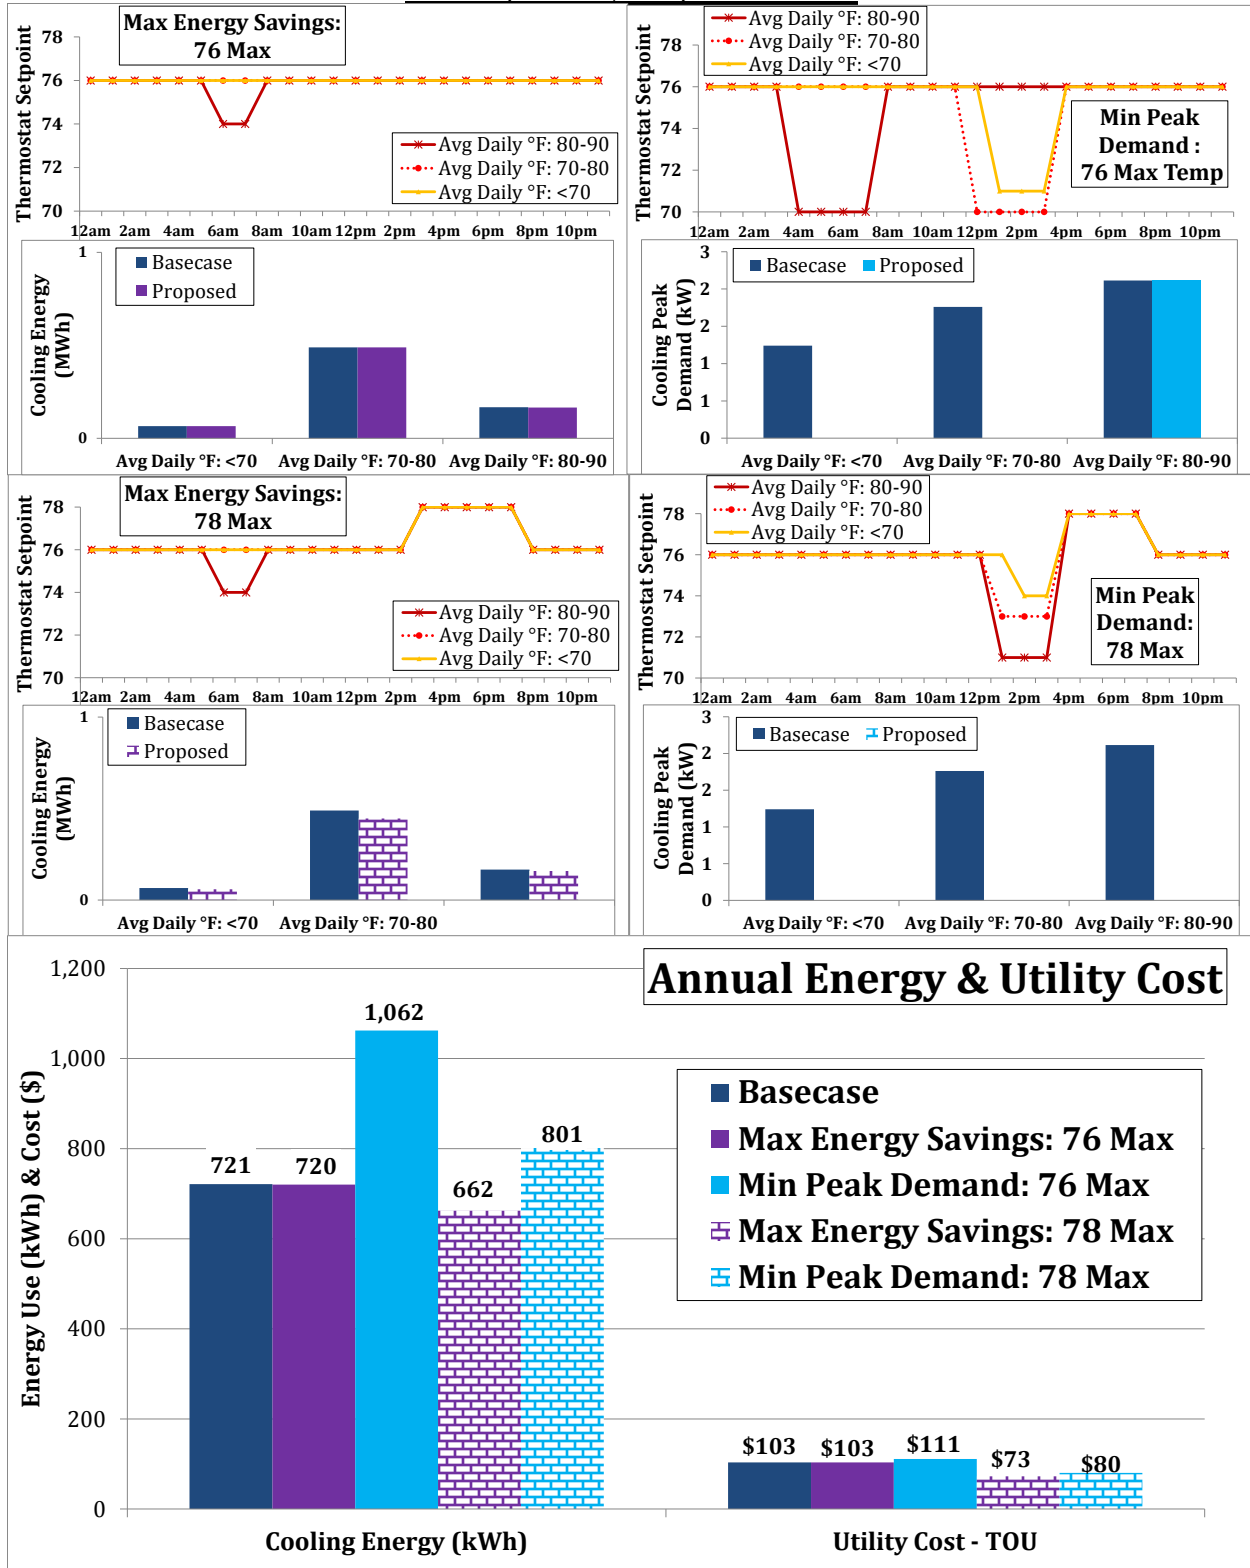 Max Energy Savings:
76 Max
Thermostat Setpoint
78
76
74
72
70
Avg Daily °F: 80-90
Avg Daily °F: 70-80
Avg Daily °F: <70
12am 2am 4am 6am 8am 10am 12pm 2pm 4pm 6pm 8pm 10pm
Avg Daily °F: 80-90
Avg Daily °F: 70-80
Avg Daily °F: <70
Thermostat Setpoint
78
76
74
72
70
Min Peak
Demand :
76 Max Temp
12am 2am 4am 6am 8am 10am 12pm 2pm 4pm 6pm 8pm 10pm
Cooling Energy
(MWh)
1
0
Basecase
Proposed
Avg Daily °F: <70 Avg Daily °F: 70-80 Avg Daily °F: 80-90
Cooling Peak
Demand (kW)
3
2
2
1
1
0
Basecase Proposed
Avg Daily °F: <70 Avg Daily °F: 70-80 Avg Daily °F: 80-90
Max Energy Savings:
78 Max
Thermostat Setpoint
78
76
74
72
70
Avg Daily °F: 80-90
Avg Daily °F: 70-80
Avg Daily °F: <70
12am 2am 4am 6am 8am 10am 12pm 2pm 4pm 6pm 8pm 10pm
Avg Daily °F: 80-90
Avg Daily °F: 70-80
Avg Daily °F: <70
Thermostat Setpoint
78
76
74
72
70
Min Peak
Demand:
78 Max
12am 2am 4am 6am 8am 10am 12pm 2pm 4pm 6pm 8pm 10pm
Cooling Energy
(MWh)
1
0
Basecase
Proposed
Avg Daily °F: <70 Avg Daily °F: 70-80
Cooling Peak
Demand (kW)
3
2
2
1
1
0
Basecase Proposed
Avg Daily °F: <70 Avg Daily °F: 70-80 Avg Daily °F: 80-90
Annual Energy & Utility Cost
Energy Use (kWh) & Cost ($)
1,200
1,000
800
600
400
200
0
721
720
1,062
662
801
$103
$103
$111
$73
$80
Basecase
Max Energy Savings: 76 Max
Min Peak Demand: 76 Max
Max Energy Savings: 78 Max
Min Peak Demand: 78 Max
Cooling Energy (kWh)
Utility Cost - TOU